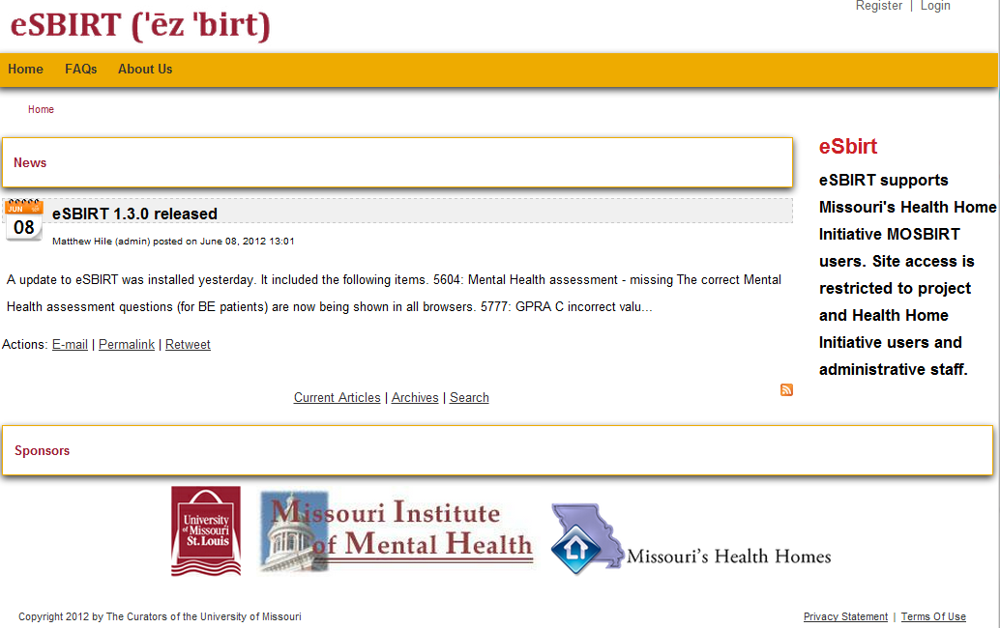 eSBIRT ('ēz 'birt)
Register | Login
Home FAQs About Us
Home
News
JUN
08
eSBIRT 1.3.0 released
Matthew Hile (admin) posted on June 08, 2012 13:01
A update to eSBIRT was installed yesterday. It included the following items. 5604: Mental Health assessment - missing The correct Mental
Health assessment questions (for BE patients) are now being shown in all browsers. 5777: GPRA C incorrect valu...
Actions: E-mail | Permalink | Retweet
Current Articles | Archives | Search
eSbirt
eSBIRT supports
Missouri's Health Home
Initiative MOSBIRT
users. Site access is
restricted to project
and Health Home
Initiative users and
administrative staff.
Sponsors
University
of Missouri
St. Louis
Missouri Institute
of Mental Health
Missouri's Health Homes
Copyright 2012 by The Curators of the University of Missouri
Privacy Statement | Terms Of Use